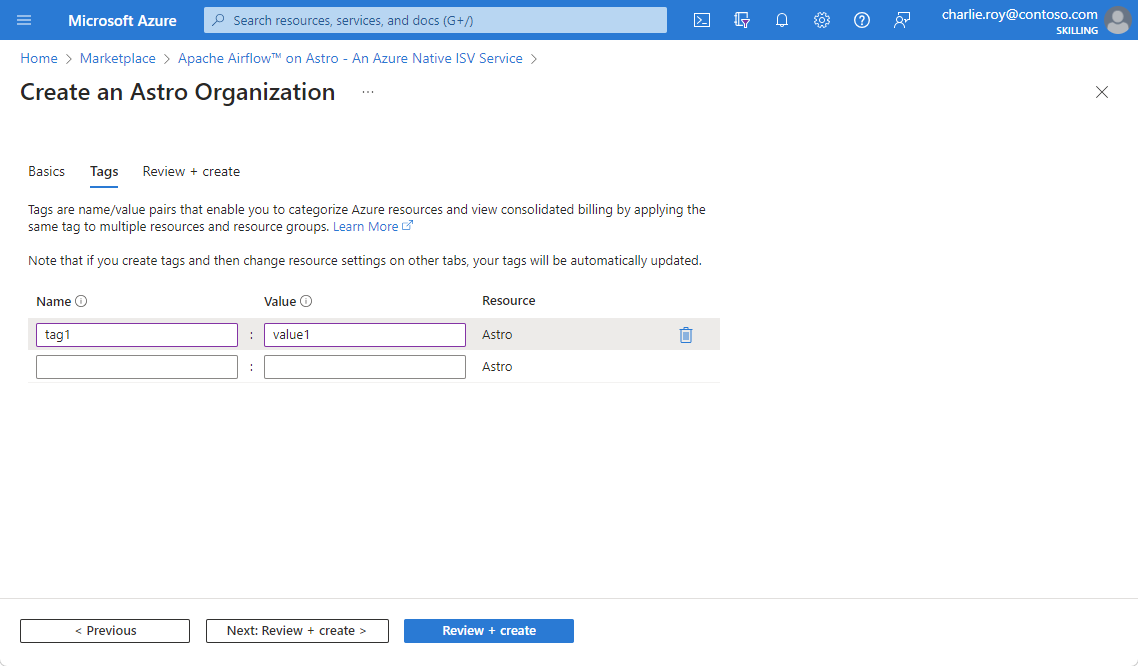 Microsoft Azure
Search resources, services, and docs (G+/)
charlie.roy@contoso.com
SKILLING
Home > Marketplace > Apache Airflow™ on Astro - An Azure Native ISV Service >
Create an Astro Organization ...
Basics Tags Review + create
Tags are name/value pairs that enable you to categorize Azure resources and view consolidated billing by applying the
same tag to multiple resources and resource groups. Learn More
Note that if you create tags and then change resource settings on other tabs, your tags will be automatically updated.
Name Value Resource
tag1 : value1 Astro
: Astro
< Previous Next: Review + create > Review + create